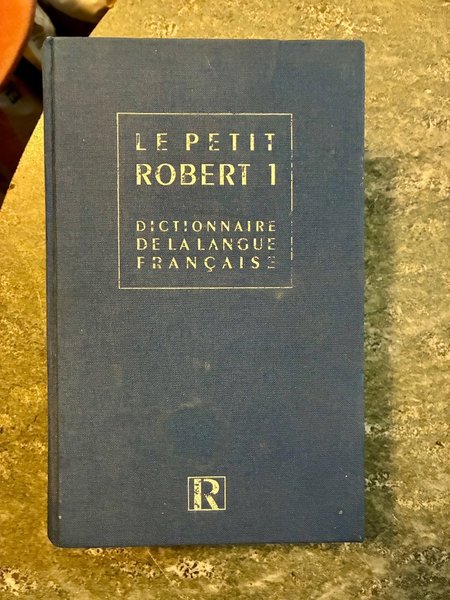 LE PETIT
ROBERT 1
DICTIONNAIRE
DE LA LANGUE
FRANÇAISE
R